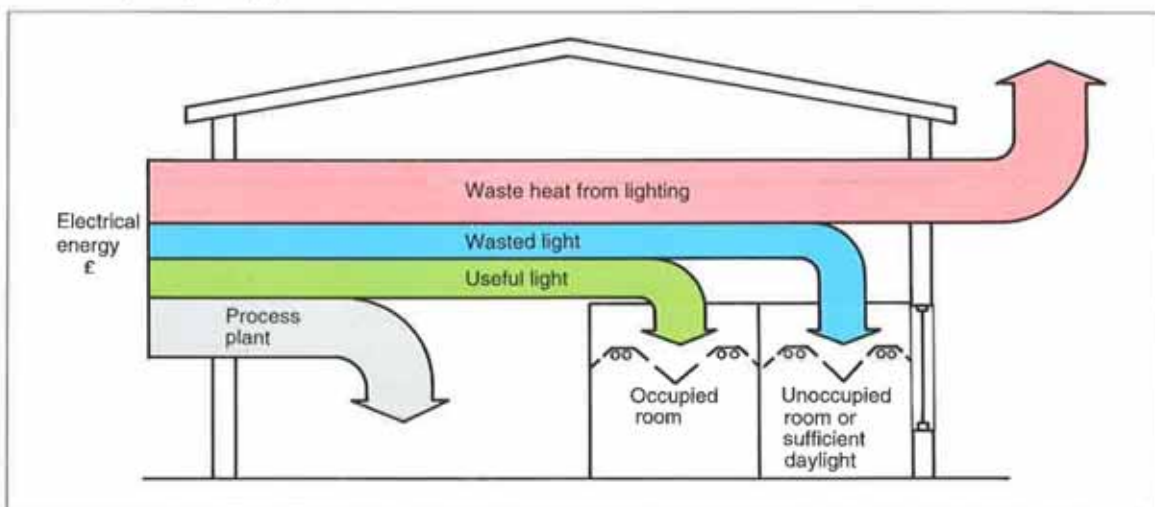 Waste heat from lighting
Electrical
energy
£
Wasted light
Useful light
Process
plant
Occupied
room
Unoccupied
room or
sufficient
daylight